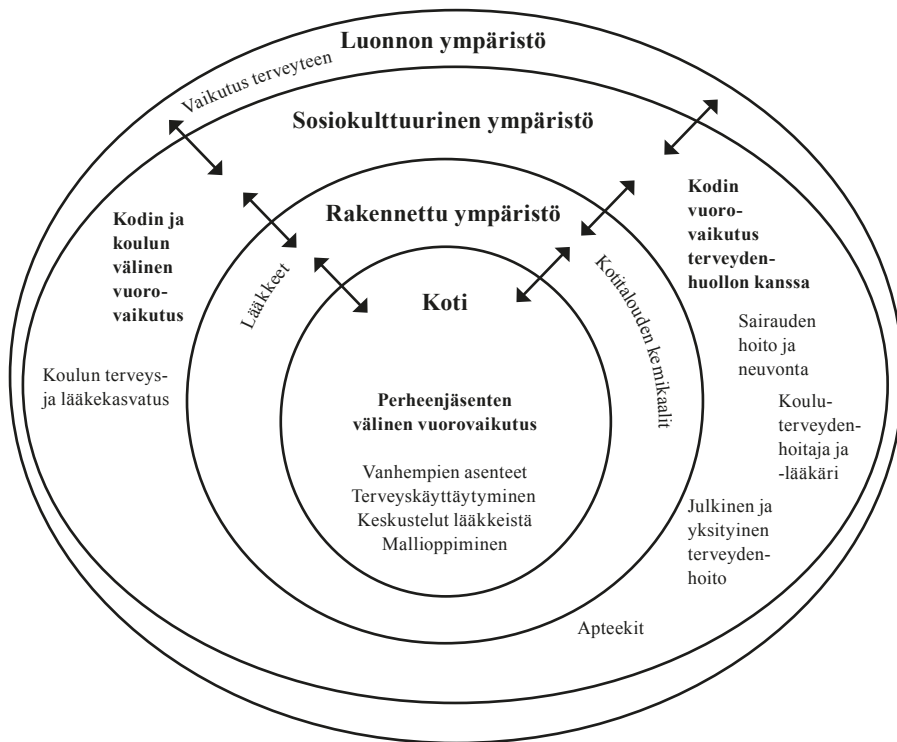 Luonnon ympäristö
Vaikutus terveyteen
Sosiokulttuurinen ympäristö
Kodin ja
koulun
välinen
vuoro-
vaikutus
Koulun terveys-
ja lääkekasvatus
Rakennettu ympäristö
Lääkkeet
Kotitalouden kemikaalit
Koti
Perheenjäsenten
välinen vuorovaikutus
Vanhempien asenteet
Terveyskäyttäytyminen
Keskustelut lääkkeistä
Mallioppiminen
Kodin
vuoro-
vaikutus
terveyden-
huollon kanssa
Sairauden
hoito ja
neuvonta
Koulu-
terveyden-
hoitaja ja
-lääkäri
Julkinen ja
yksityinen
terveyden-
hoito
Apteekit